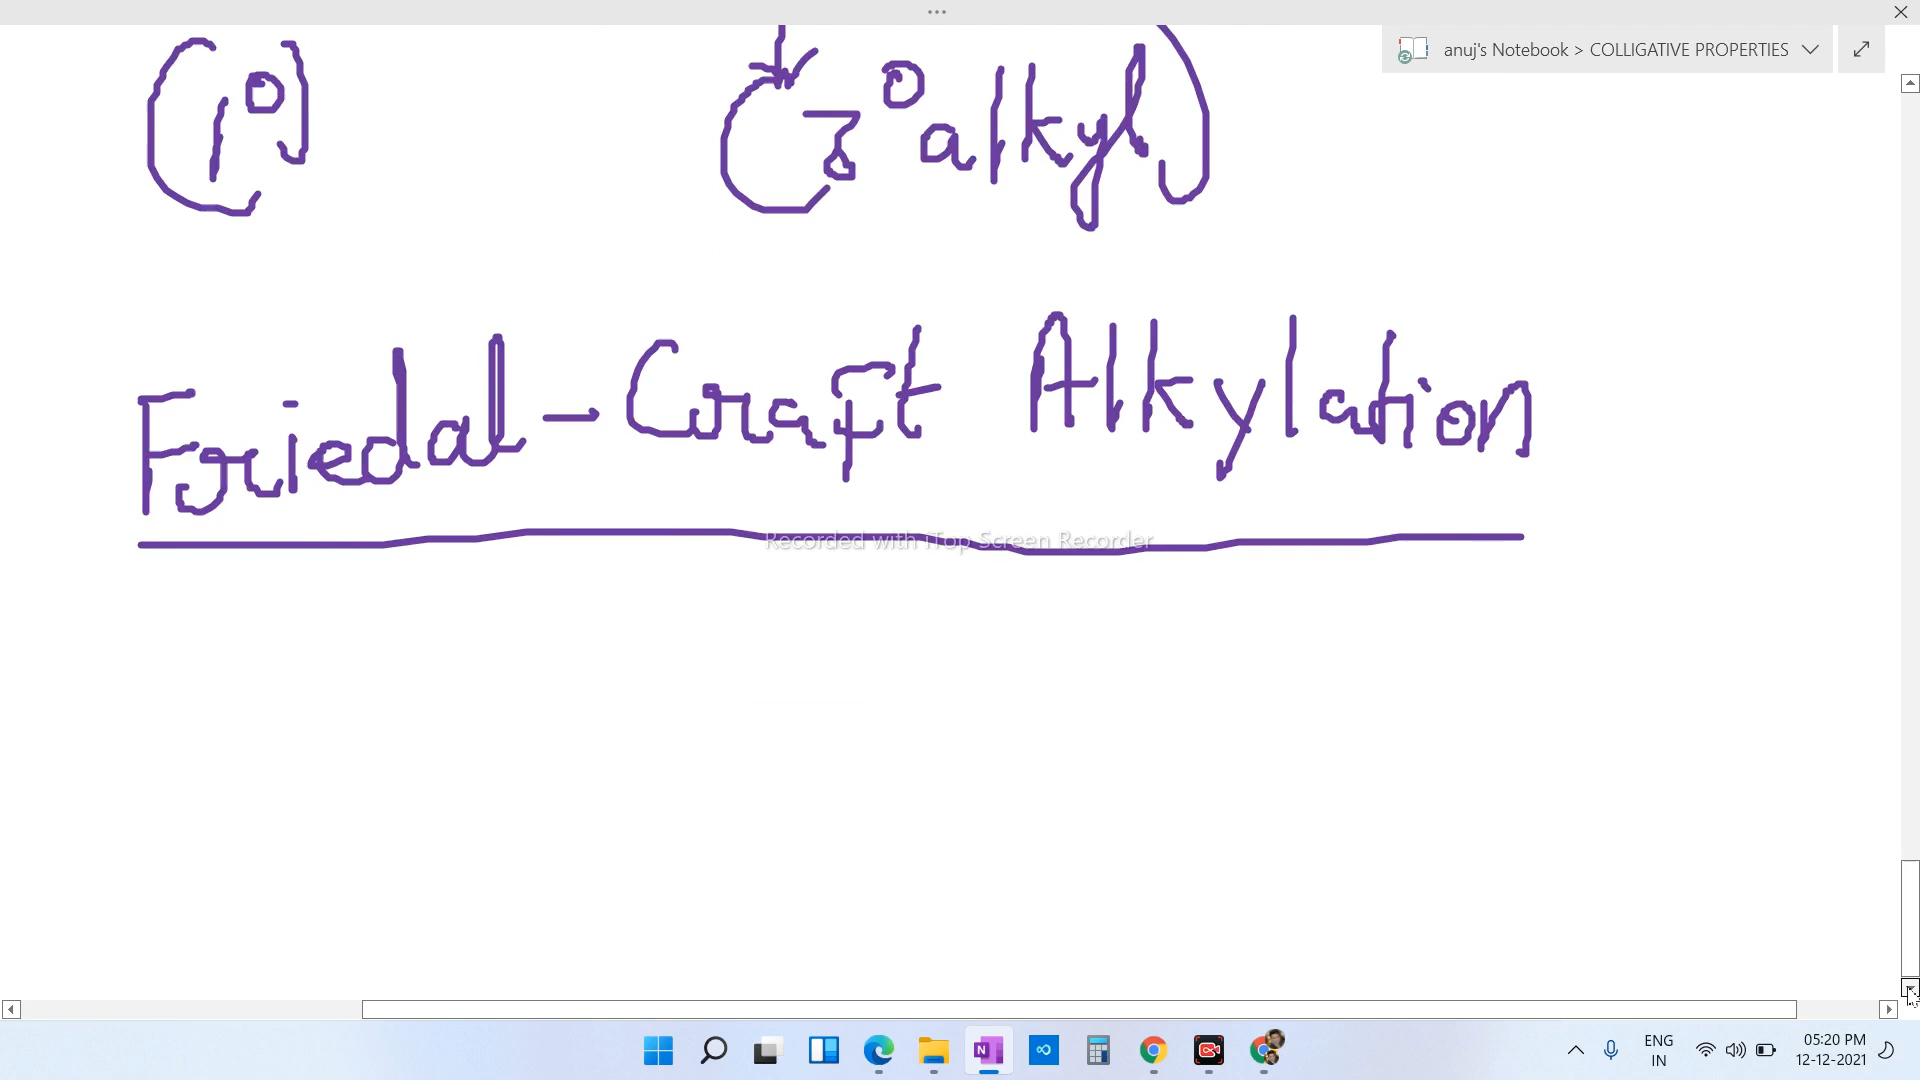 anuj's Notebook > COLLIGATIVE PROPERTIES
(1°) (3° alkyl)
Friedal - Craft Alkylation
Recorded with iTop Screen Recorder
ENG
IN
05:20 PM
12-12-2021